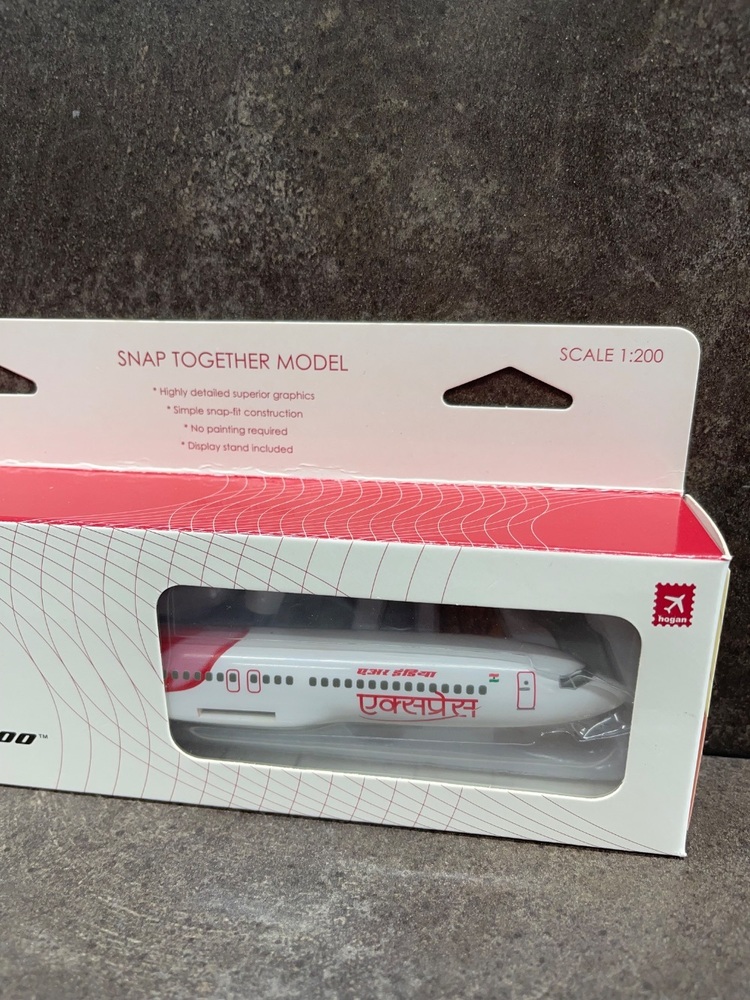 SNAP TOGETHER MODEL
SCALE 1:200
* Highly detailed superior graphics
* Simple snap-fit construction
* No painting required
* Display stand included
hogan
एअर इंडिया
एक्सप्रेस
00™